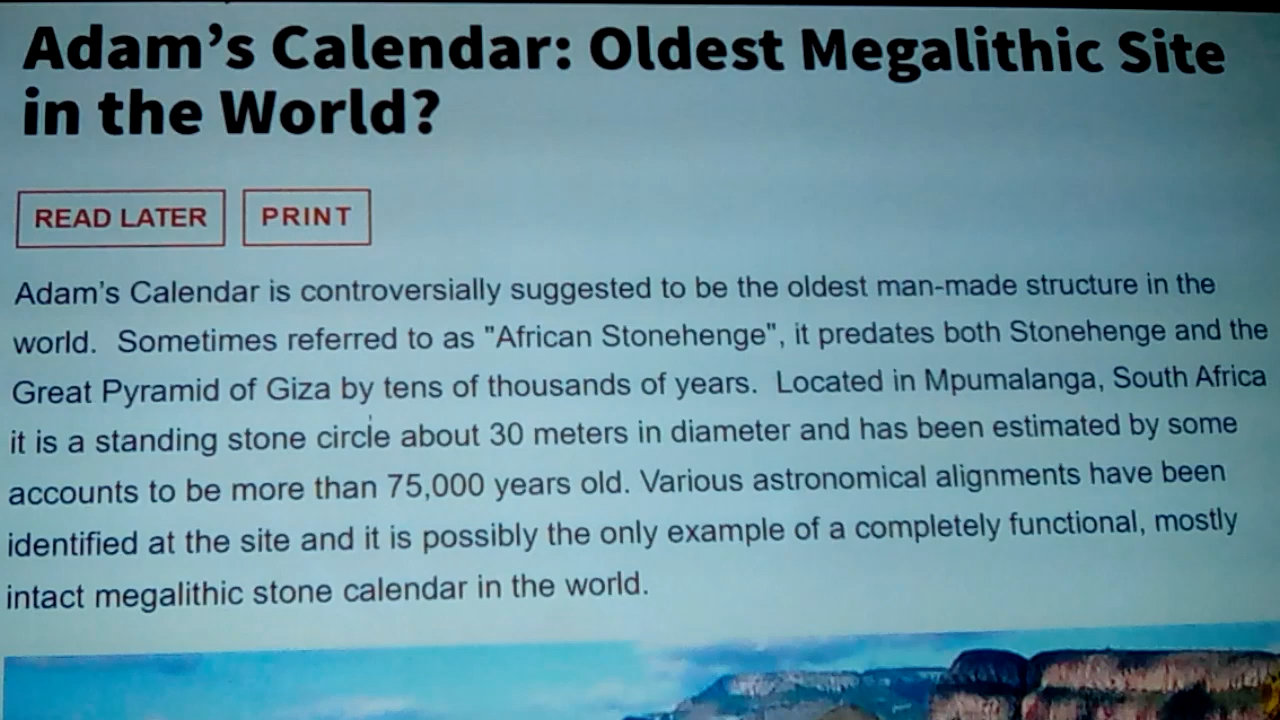 Adam’s Calendar: Oldest Megalithic Site
in the World?
READ LATER PRINT
Adam's Calendar is controversially suggested to be the oldest man-made structure in the
world.  Sometimes referred to as "African Stonehenge", it predates both Stonehenge and the
Great Pyramid of Giza by tens of thousands of years.  Located in Mpumalanga, South Africa
it is a standing stone circle about 30 meters in diameter and has been estimated by some
accounts to be more than 75,000 years old. Various astronomical alignments have been
identified at the site and it is possibly the only example of a completely functional, mostly
intact megalithic stone calendar in the world.